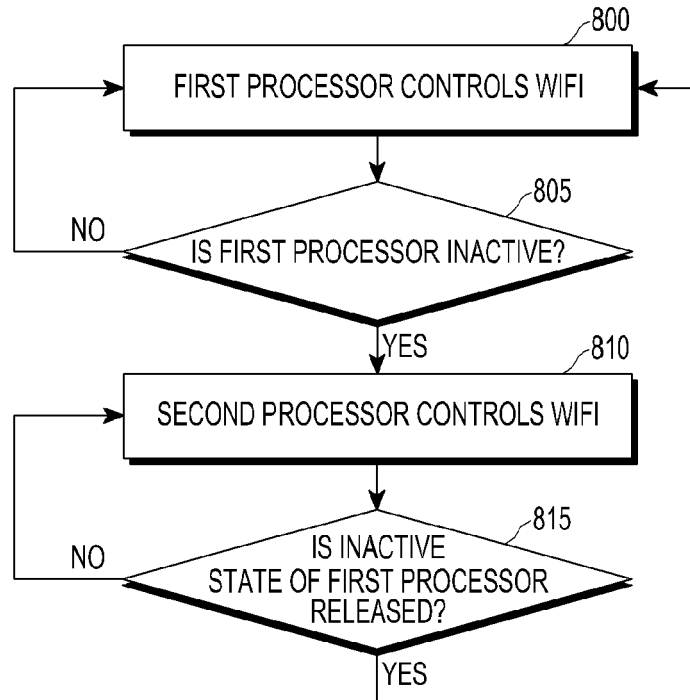 800
FIRST PROCESSOR CONTROLS WIFI
805
NO
IS FIRST PROCESSOR INACTIVE?
YES
810
SECOND PROCESSOR CONTROLS WIFI
815
NO
IS INACTIVE
STATE OF FIRST PROCESSOR
RELEASED?
YES